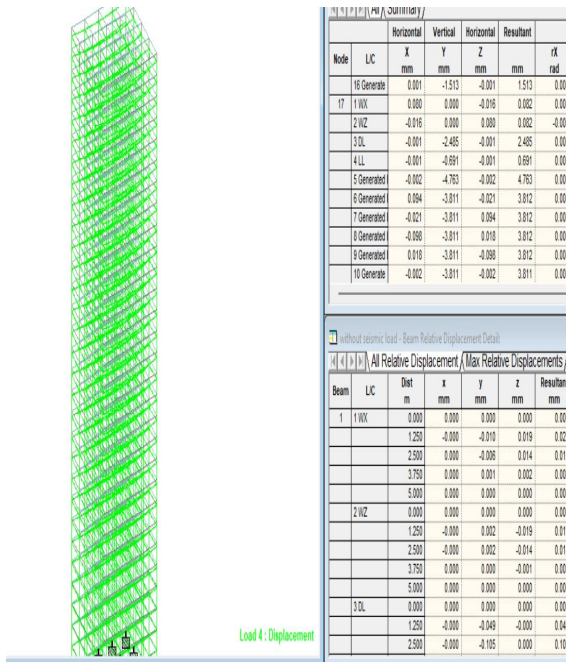 All Summary
Horizontal Vertical Horizontal Resultant
Node L/C X mm Y mm Z mm mm rX rad
16 Generate 0.001 -1.513 -0.001 1.513 0.00
17 1 WX 0.080 0.000 -0.016 0.082 0.00
2 WZ -0.016 0.000 0.080 0.082 -0.00
3 DL -0.001 -2.485 -0.001 2.485 0.00
4 LL -0.001 -0.691 -0.001 0.691 0.00
5 Generated -0.002 -4.763 -0.002 4.763 0.00
6 Generated 0.094 -3.811 -0.021 3.812 0.00
7 Generated -0.021 -3.811 0.094 3.812 0.00
8 Generated -0.098 -3.811 0.018 3.812 0.00
9 Generated 0.018 -3.811 -0.098 3.812 0.00
10 Generate -0.002 -3.811 -0.002 3.811 0.00
without seismic load - Beam Relative Displacement Detail:
All Relative Displacement Max Relative Displacements
Beam L/C Dist m x mm y mm z mm Resultan mm
1 1 WX 0.000 0.000 0.000 0.000 0.00
1.250 -0.000 -0.010 0.019 0.02
2.500 -0.000 -0.006 0.014 0.01
3.750 0.000 0.001 0.002 0.00
5.000 0.000 0.000 0.000 0.00
2 WZ 0.000 0.000 0.000 0.000 0.00
1.250 -0.000 0.002 -0.019 0.01
2.500 -0.000 0.002 -0.014 0.01
3.750 0.000 0.000 -0.001 0.00
5.000 0.000 0.000 0.000 0.00
3 DL 0.000 0.000 0.000 0.000 0.00
1.250 -0.000 -0.049 -0.000 0.04
2.500 -0.000 -0.105 0.000 0.10
Load 4 : Displacement